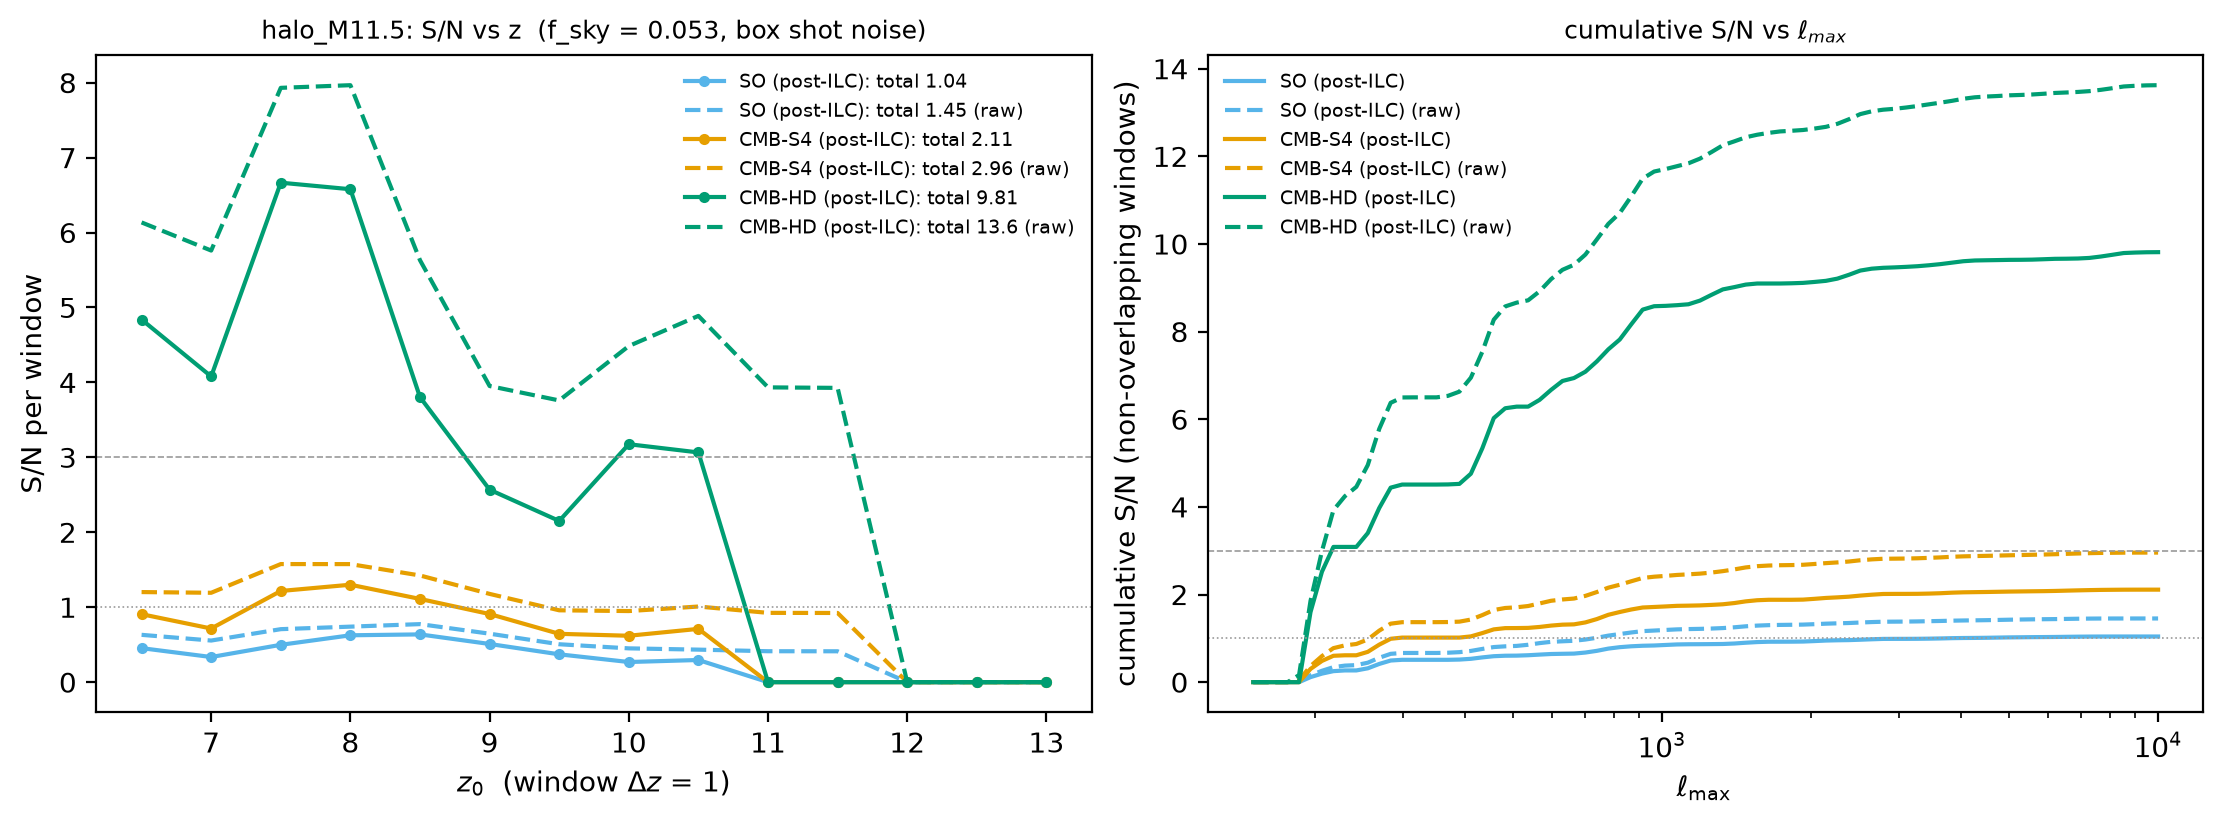 halo_M11.5: S/N vs z  (f_sky = 0.053, box shot noise)
S/N per window
8
7
6
5
4
3
2
1
0
SO (post-ILC): total 1.04
SO (post-ILC): total 1.45 (raw)
CMB-S4 (post-ILC): total 2.11
CMB-S4 (post-ILC): total 2.96 (raw)
CMB-HD (post-ILC): total 9.81
CMB-HD (post-ILC): total 13.6 (raw)
7 8 9 10 11 12 13
z₀  (window Δz = 1)
cumulative S/N vs ℓₘₐₓ
cumulative S/N (non-overlapping windows)
14
12
10
8
6
4
2
0
SO (post-ILC)
SO (post-ILC) (raw)
CMB-S4 (post-ILC)
CMB-S4 (post-ILC) (raw)
CMB-HD (post-ILC)
CMB-HD (post-ILC) (raw)
10³ 10⁴
ℓₘₐₓ